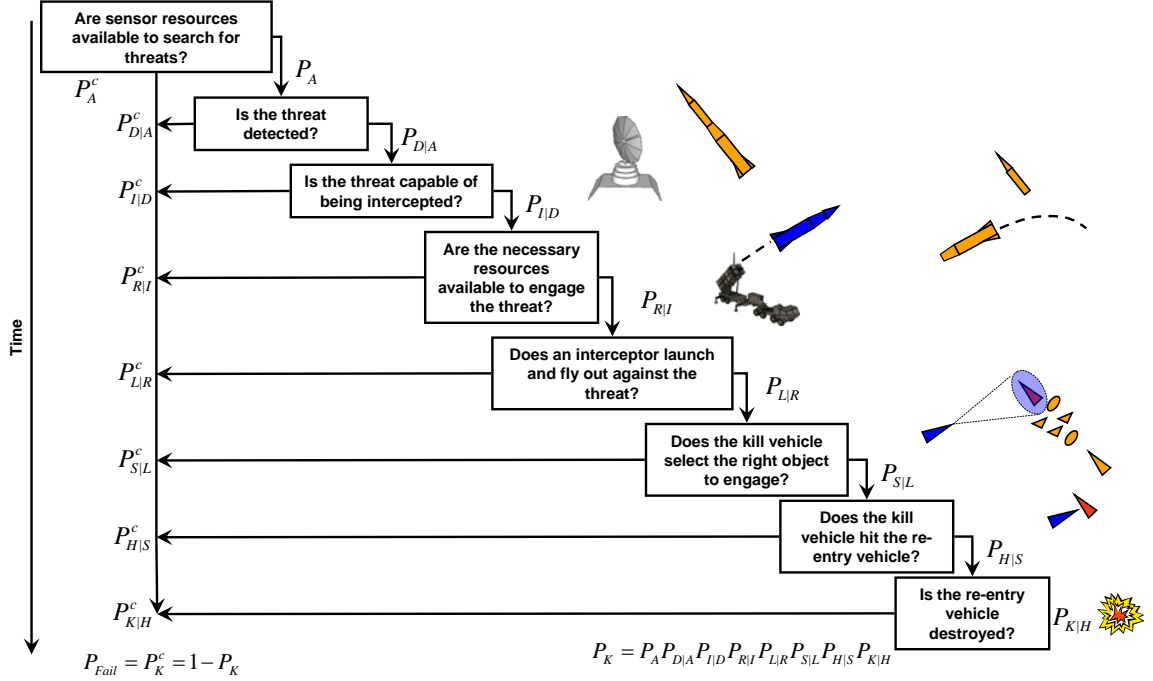 Are sensor resources
available to search for
threats?
P_A
P_A^c
Is the threat
detected?
P_{D|A}^c
P_{D|A}
Is the threat capable of
being intercepted?
P_{I|D}^c
P_{I|D}
Are the necessary
resources
available to engage
the threat?
P_{R|I}^c
P_{R|I}
Time
Does an interceptor launch
and fly out against the
threat?
P_{L|R}^c
P_{L|R}
Does the kill vehicle
select the right object
to engage?
P_{S|L}^c
P_{S|L}
Does the kill
vehicle hit the re-
entry vehicle?
P_{H|S}^c
P_{H|S}
Is the re-entry
vehicle
destroyed?
P_{K|H}^c
P_{K|H}
P_{Fail} = P_K^c = 1 − P_K
P_K = P_A P_{D|A} P_{I|D} P_{R|I} P_{L|R} P_{S|L} P_{H|S} P_{K|H}